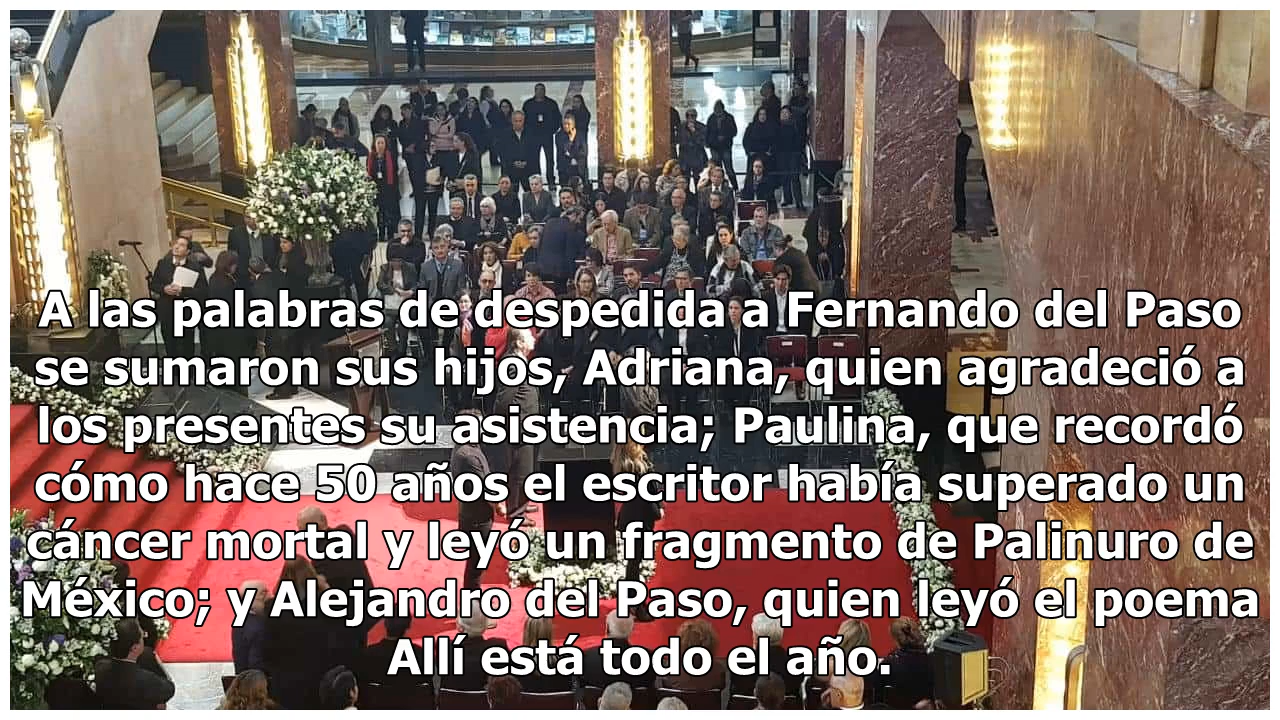 A las palabras de despedida a Fernando del Paso
se sumaron sus hijos, Adriana, quien agradeció a
los presentes su asistencia; Paulina, que recordó
cómo hace 50 años el escritor había superado un
cáncer mortal y leyó un fragmento de Palinuro de
México; y Alejandro del Paso, quien leyó el poema
Allí está todo el año.